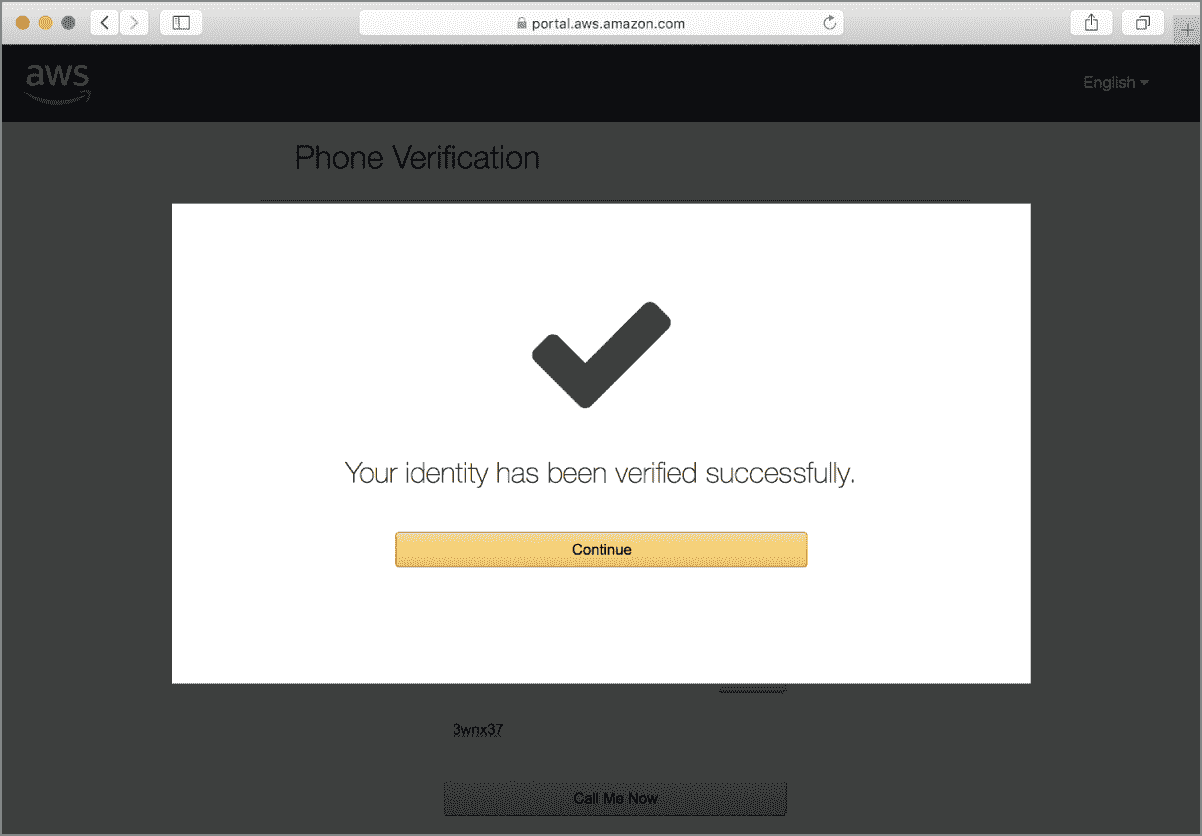 portal.aws.amazon.com
aws
English
Phone Verification
Your identity has been verified successfully.
Continue
3wnx37
Call Me Now